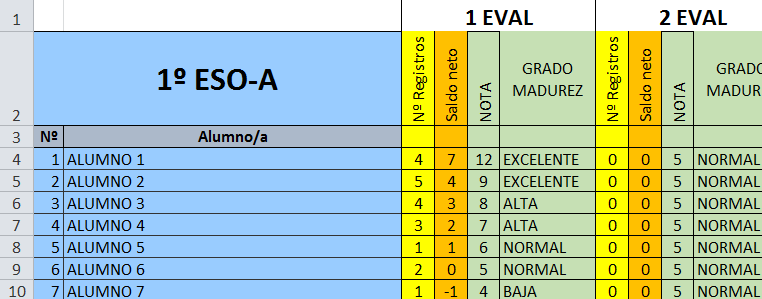 1 1 EVAL 2 EVAL
2 1º ESO-A Nº Registros Saldo neto NOTA GRADO MADUREZ Nº Registros Saldo neto NOTA
3 Nº Alumno/a
4 1 ALUMNO 1 4 7 12 EXCELENTE 0 0 5 NORMAL
5 2 ALUMNO 2 5 4 9 EXCELENTE 0 0 5 NORMAL
6 3 ALUMNO 3 4 3 8 ALTA 0 0 5 NORMAL
7 4 ALUMNO 4 3 2 7 ALTA 0 0 5 NORMAL
8 5 ALUMNO 5 1 1 6 NORMAL 0 0 5 NORMAL
9 6 ALUMNO 6 2 0 5 NORMAL 0 0 5 NORMAL
10 7 ALUMNO 7 1 -1 4 BAJA 0 0 5 NORMAL